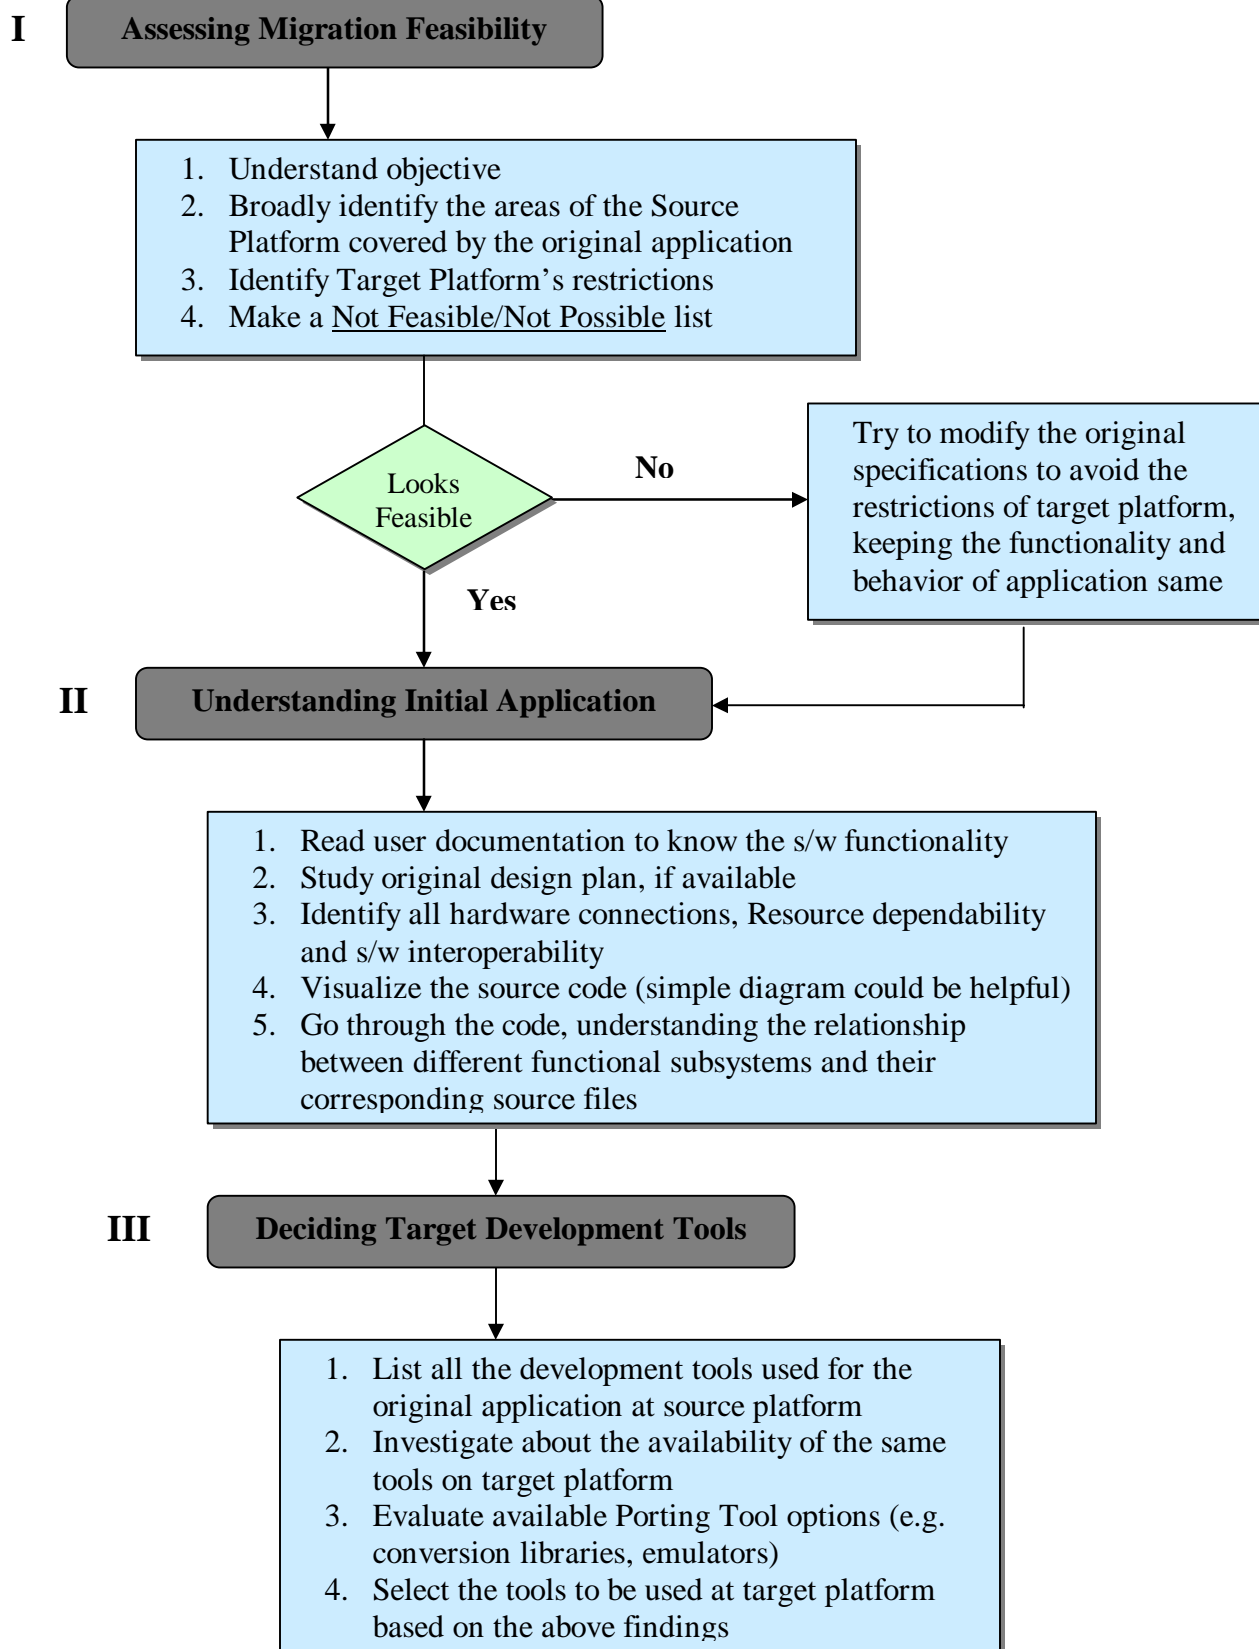 I
Assessing Migration Feasibility
1. Understand objective
2. Broadly identify the areas of the Source
Platform covered by the original application
3. Identify Target Platform’s restrictions
4. Make a Not Feasible/Not Possible list
Looks
Feasible
No
Try to modify the original
specifications to avoid the
restrictions of target platform,
keeping the functionality and
behavior of application same
Yes
II
Understanding Initial Application
1. Read user documentation to know the s/w functionality
2. Study original design plan, if available
3. Identify all hardware connections, Resource dependability
and s/w interoperability
4. Visualize the source code (simple diagram could be helpful)
5. Go through the code, understanding the relationship
between different functional subsystems and their
corresponding source files
III
Deciding Target Development Tools
1. List all the development tools used for the
original application at source platform
2. Investigate about the availability of the same
tools on target platform
3. Evaluate available Porting Tool options (e.g.
conversion libraries, emulators)
4. Select the tools to be used at target platform
based on the above findings